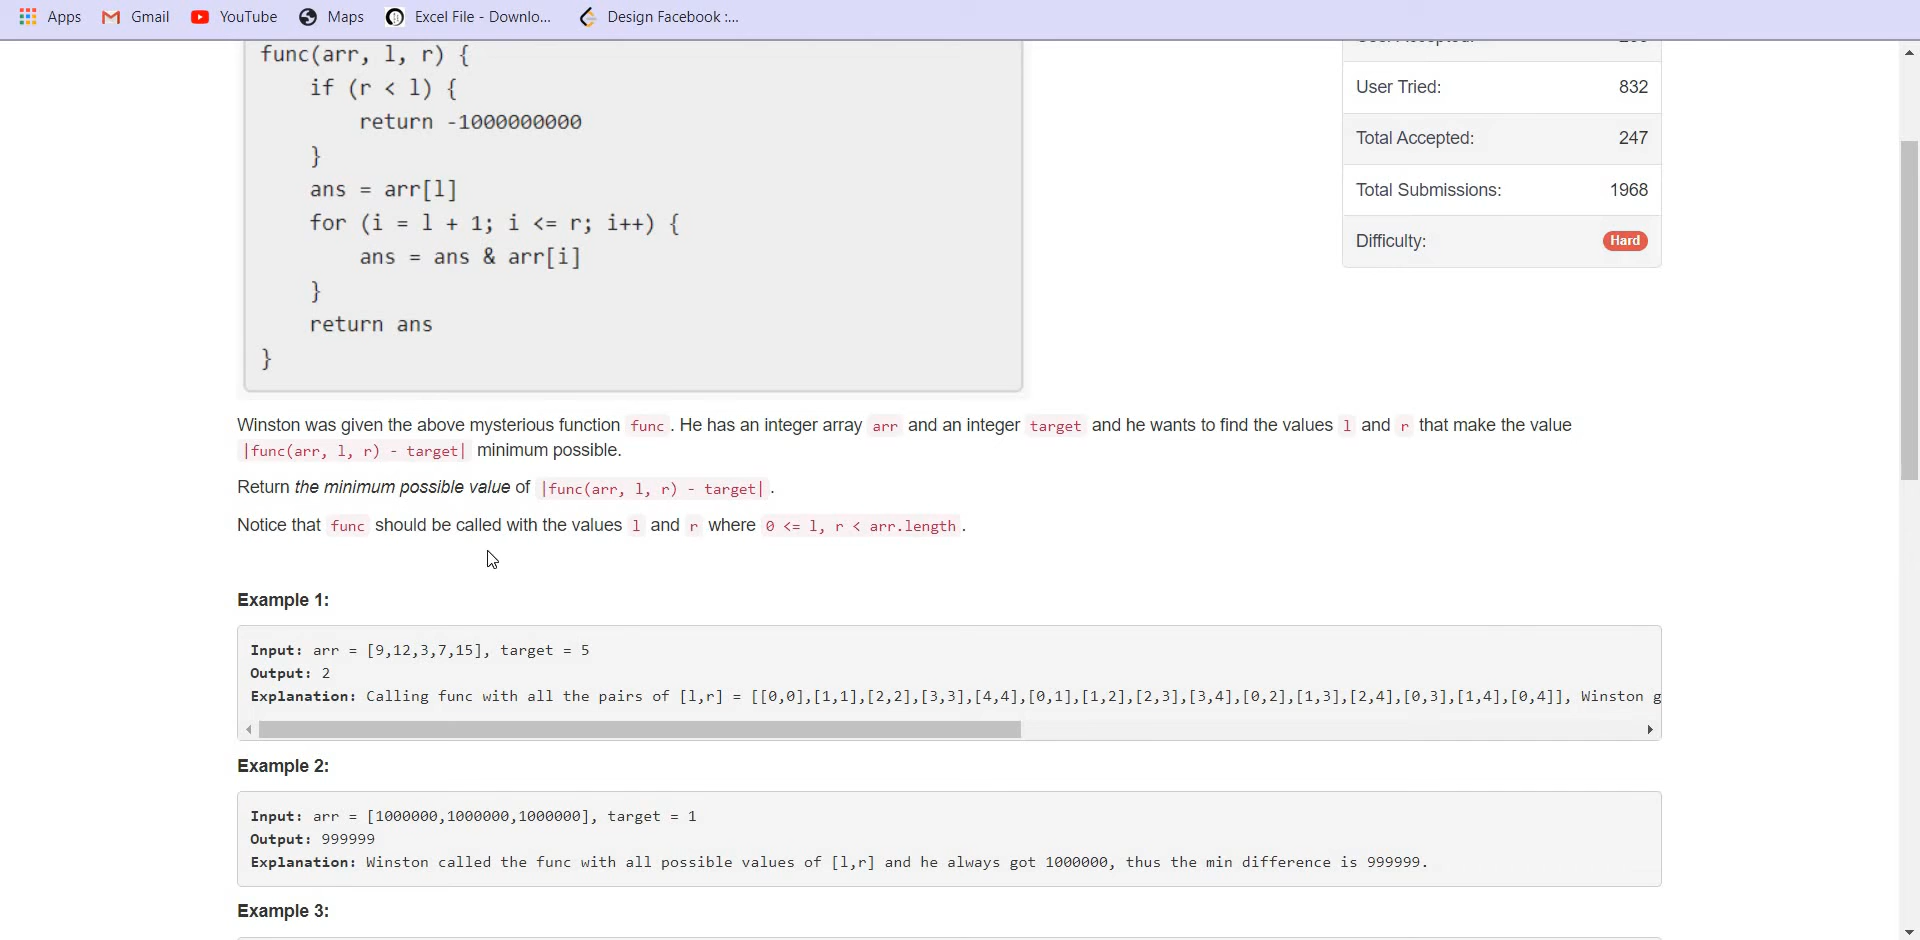 Apps Gmail YouTube Maps Excel File - Downlo... Design Facebook :...
func(arr, l, r) {
if (r < l) {
return -1000000000
}
ans = arr[l]
for (i = l + 1; i <= r; i++) {
ans = ans & arr[i]
}
return ans
}
User Tried: 832
Total Accepted: 247
Total Submissions: 1968
Difficulty: Hard
Winston was given the above mysterious function func. He has an integer array arr and an integer target and he wants to find the values l and r that make the value
|func(arr, l, r) - target| minimum possible.
Return the minimum possible value of |func(arr, l, r) - target|.
Notice that func should be called with the values l and r where 0 <= l, r < arr.length.
Example 1:
Input: arr = [9,12,3,7,15], target = 5
Output: 2
Explanation: Calling func with all the pairs of [l,r] = [[0,0],[1,1],[2,2],[3,3],[4,4],[0,1],[1,2],[2,3],[3,4],[0,2],[1,3],[2,4],[0,3],[1,4],[0,4]], Winston g
Example 2:
Input: arr = [1000000,1000000,1000000], target = 1
Output: 999999
Explanation: Winston called the func with all possible values of [l,r] and he always got 1000000, thus the min difference is 999999.
Example 3: